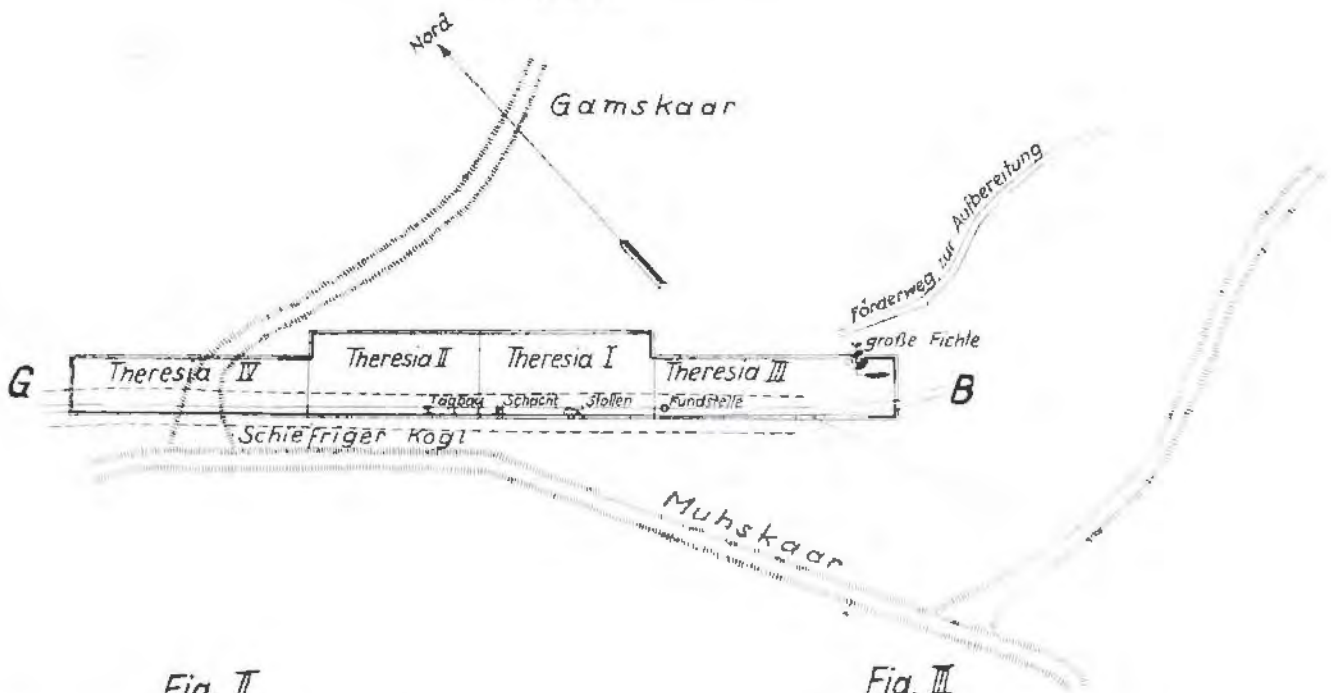 Nord
Gamskaar
Förderweg zur Aufbereitung
große Fichte
Theresia IV
Theresia II
Theresia I
Theresia III
G
B
Tagbau
Schacht
Stollen
Fundstelle
Schiefriger Kogl
Muhskaar
Fig. II
Fig. III